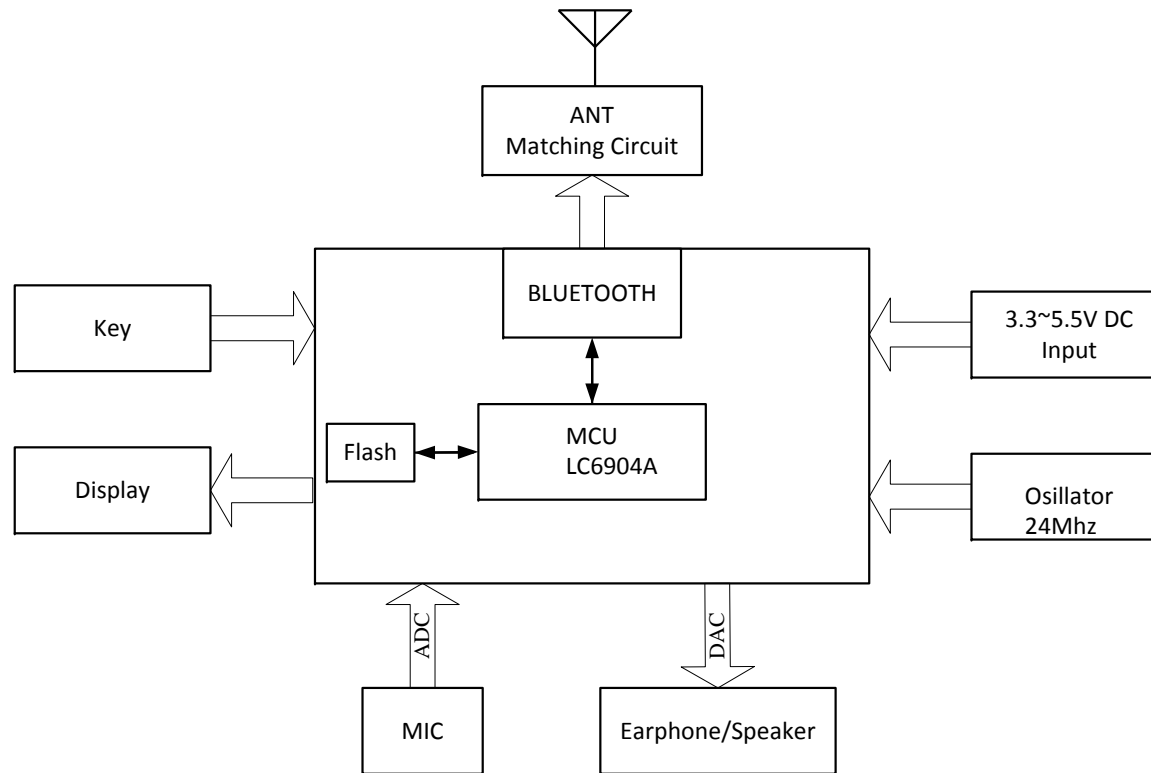 ANT
Matching Circuit
BLUETOOTH
Key
3.3~5.5V DC
Input
MCU
LC6904A
Flash
Display
Osillator
24Mhz
ADC
DAC
MIC
Earphone/Speaker